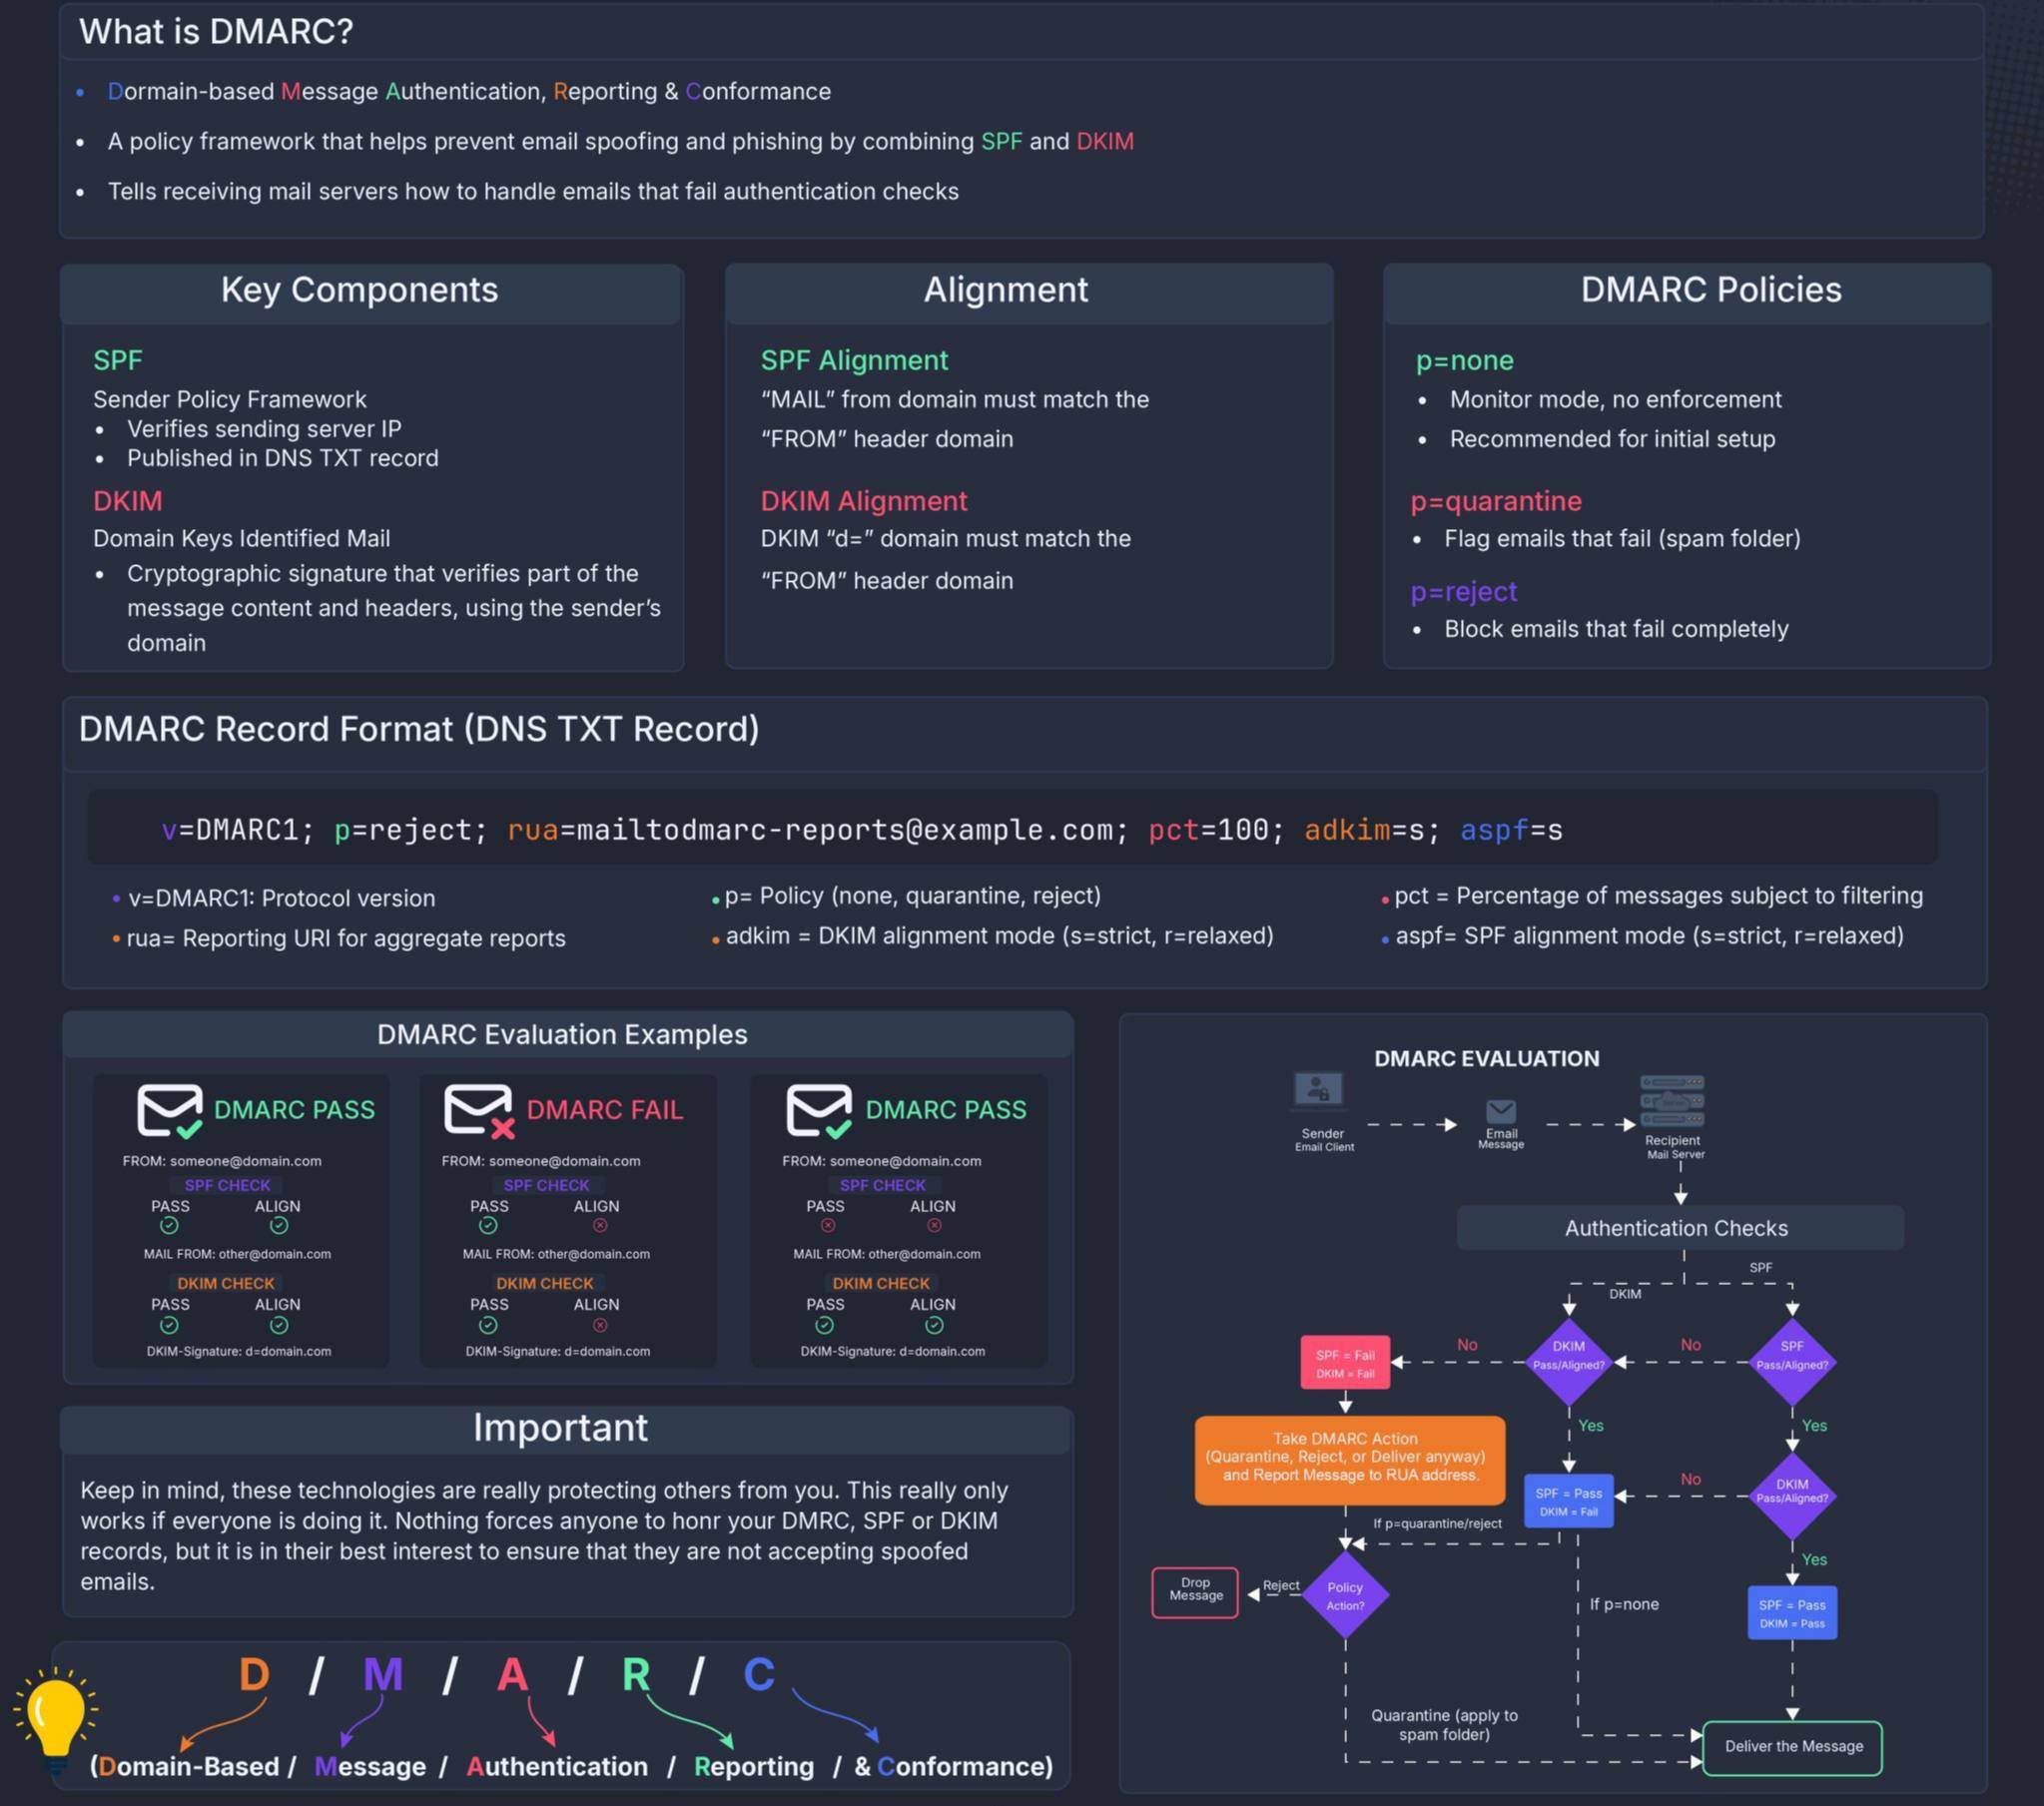 What is DMARC?
• Dormain-based Message Authentication, Reporting & Conformance
• A policy framework that helps prevent email spoofing and phishing by combining SPF and DKIM
• Tells receiving mail servers how to handle emails that fail authentication checks
Key Components
SPF
Sender Policy Framework
• Verifies sending server IP
• Published in DNS TXT record
DKIM
Domain Keys Identified Mail
• Cryptographic signature that verifies part of the
message content and headers, using the sender's
domain
Alignment
SPF Alignment
“MAIL” from domain must match the
“FROM” header domain
DKIM Alignment
DKIM “d=” domain must match the
“FROM” header domain
DMARC Policies
p=none
• Monitor mode, no enforcement
• Recommended for initial setup
p=quarantine
• Flag emails that fail (spam folder)
p=reject
• Block emails that fail completely
DMARC Record Format (DNS TXT Record)
v=DMARC1; p=reject; rua=mailtodmarc-reports@example.com; pct=100; adkim=s; aspf=s
• v=DMARC1: Protocol version
• p= Policy (none, quarantine, reject)
• pct = Percentage of messages subject to filtering
• rua= Reporting URI for aggregate reports
• adkim = DKIM alignment mode (s=strict, r=relaxed)
• aspf= SPF alignment mode (s=strict, r=relaxed)
DMARC Evaluation Examples
DMARC PASS
FROM: someone@domain.com
SPF CHECK
PASS ALIGN
MAIL FROM: other@domain.com
DKIM CHECK
PASS ALIGN
DKIM-Signature: d=domain.com
DMARC FAIL
FROM: someone@domain.com
SPF CHECK
PASS ALIGN
MAIL FROM: other@domain.com
DKIM CHECK
PASS ALIGN
DKIM-Signature: d=domain.com
DMARC PASS
FROM: someone@domain.com
SPF CHECK
PASS ALIGN
MAIL FROM: other@domain.com
DKIM CHECK
PASS ALIGN
DKIM-Signature: d=domain.com
Important
Keep in mind, these technologies are really protecting others from you. This really only
works if everyone is doing it. Nothing forces anyone to honr your DMRC, SPF or DKIM
records, but it is in their best interest to ensure that they are not accepting spoofed
emails.
D / M / A / R / C
(Domain-Based / Message / Authentication / Reporting / & Conformance)
DMARC EVALUATION
Sender
Email Client
Email
Message
Recipient
Mail Server
Authentication Checks
SPF
DKIM
SPF = Fail
DKIM = Fail
No
DKIM
Pass/Aligned?
No
SPF
Pass/Aligned?
Yes
Yes
Take DMARC Action
(Quarantine, Reject, or Deliver anyway)
and Report Message to RUA address.
SPF = Pass
DKIM = Fail
No
DKIM
Pass/Aligned?
If p=quarantine/reject
Yes
Drop
Message
Reject
Policy
Action?
If p=none
SPF = Pass
DKIM = Pass
Quarantine (apply to
spam folder)
Deliver the Message